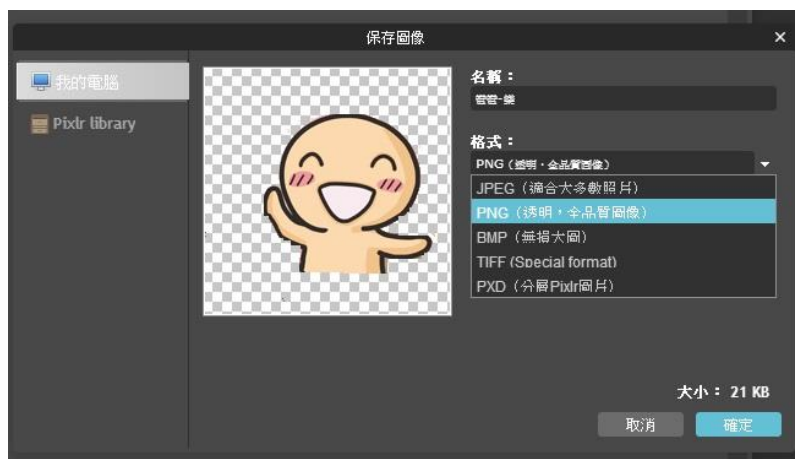 保存圖像
×
我的電腦
Pixlr library
名稱：
格式：
PNG（透明，全品質圖像）
JPEG（適合大多數照片）
PNG（透明，全品質圖像）
BMP（無損大圖）
TIFF (Special format)
PXD（分層Pixlr圖片）
大小： 21 KB
取消
確定